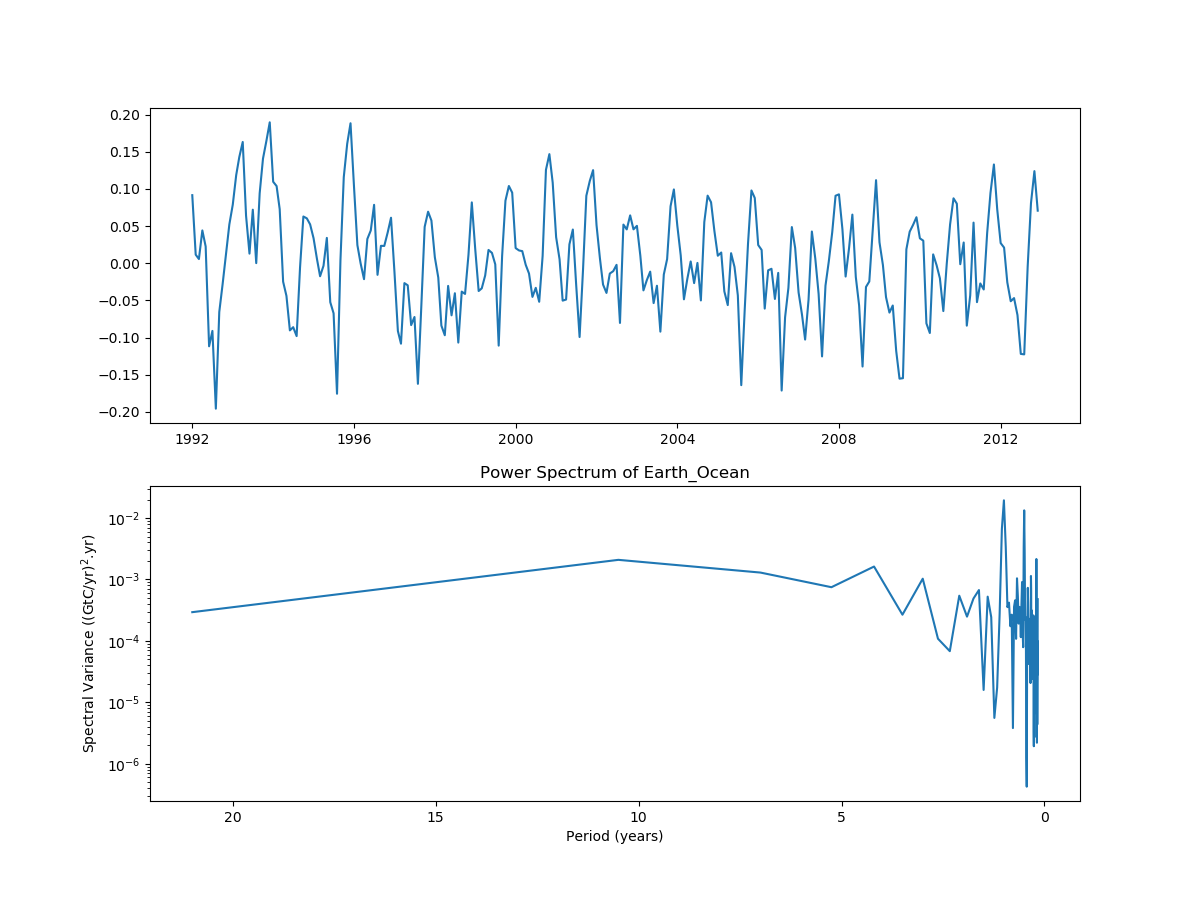 0.20
0.15
0.10
0.05
0.00
−0.05
−0.10
−0.15
−0.20
1992 1996 2000 2004 2008 2012
Power Spectrum of Earth_Ocean
Spectral Variance ((GtC/yr)².yr)
10⁻²
10⁻³
10⁻⁴
10⁻⁵
10⁻⁶
20 15 10 5 0
Period (years)